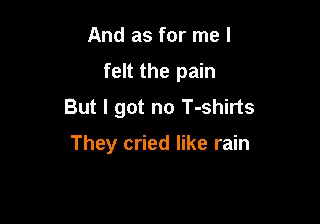 And as for me I
felt the pain
But I got no T-shirts
They cried like rain